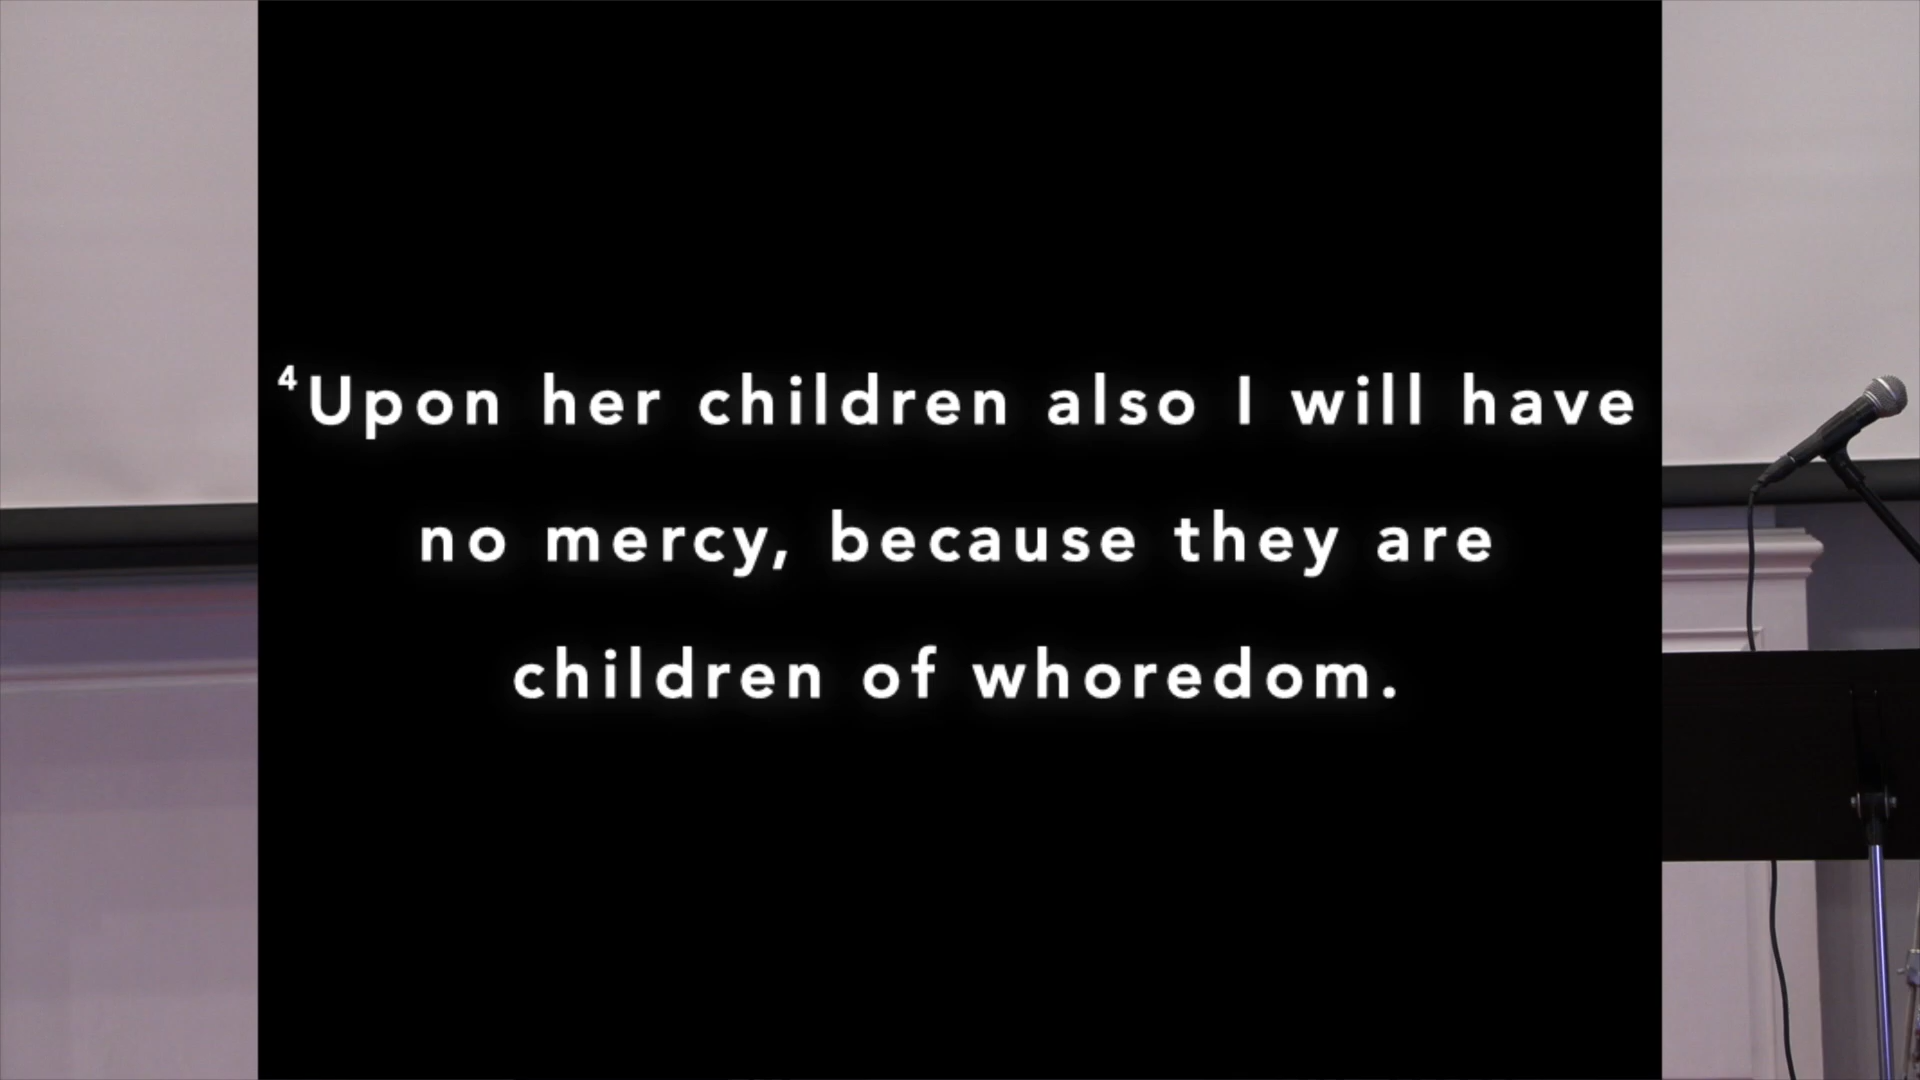 ⁴Upon her children also I will have
no mercy, because they are
children of whoredom.